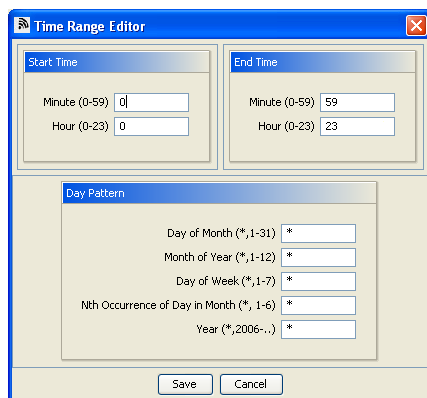 Time Range Editor
Start Time
Minute (0-59) 0
Hour (0-23) 0
End Time
Minute (0-59) 59
Hour (0-23) 23
Day Pattern
Day of Month (*,1-31) *
Month of Year (*,1-12) *
Day of Week (*,1-7) *
Nth Occurrence of Day in Month (*, 1-6) *
Year (*,2006-..) *
Save Cancel